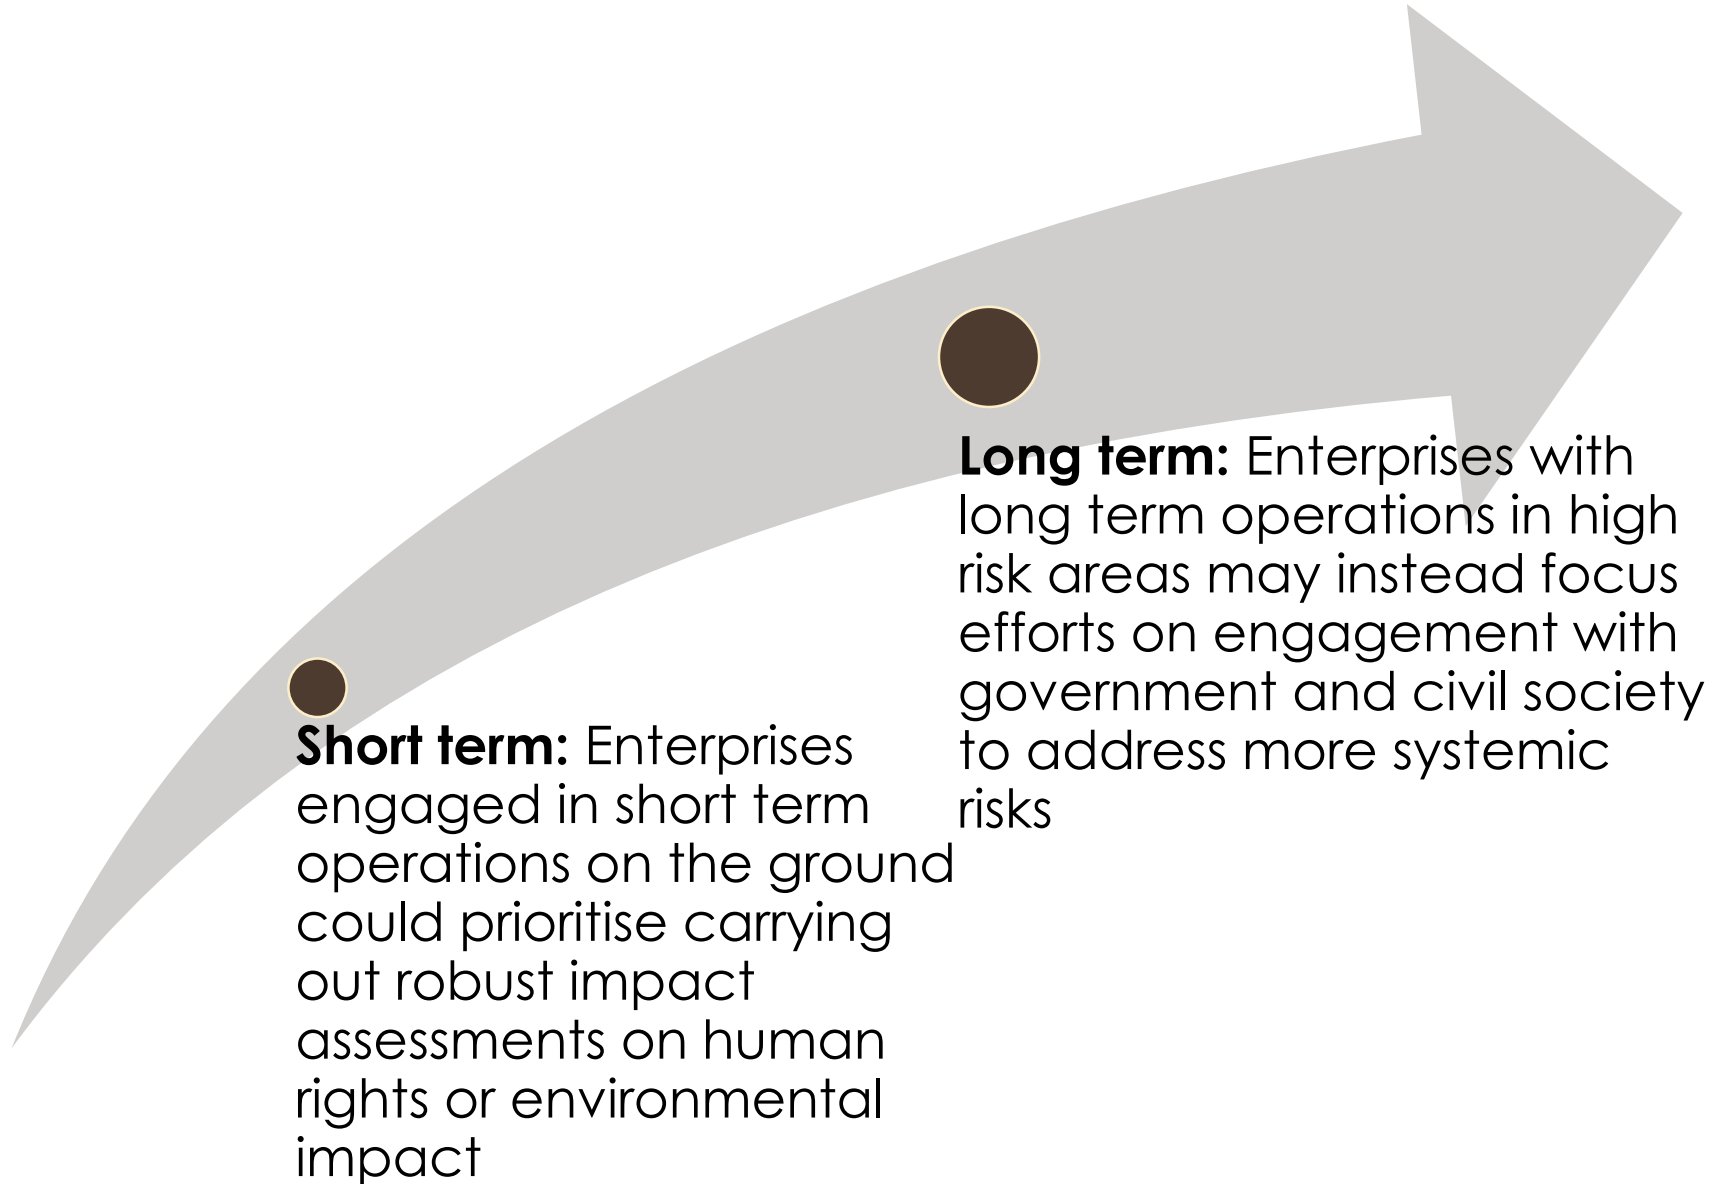 Long term: Enterprises with
long term operations in high
risk areas may instead focus
efforts on engagement with
government and civil society
to address more systemic
risks
Short term: Enterprises
engaged in short term
operations on the ground
could prioritise carrying
out robust impact
assessments on human
rights or environmental
impact